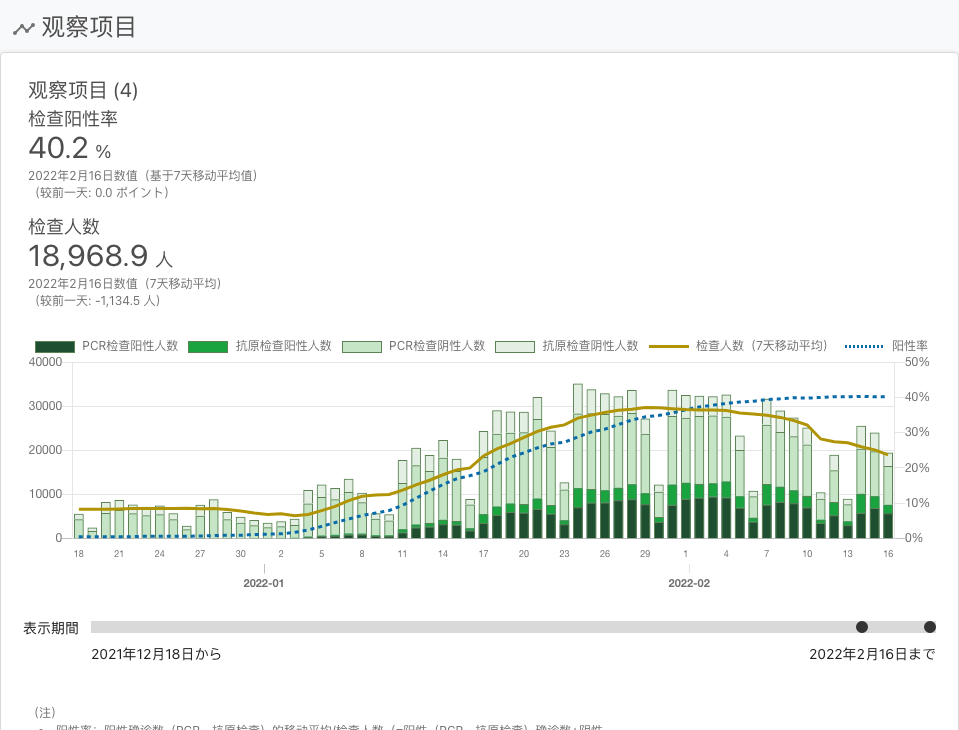 观察项目
观察项目 (4)
检查阳性率
40.2 %
2022年2月16日数值（基于7天移动平均值）
（较前一天: 0.0 ポイント）
检查人数
18,968.9 人
2022年2月16日数值（7天移动平均）
（较前一天: -1,134.5 人）
PCR检查阳性人数 抗原检查阳性人数 PCR检查阴性人数 抗原检查阴性人数 检查人数（7天移动平均） 阳性率
40000 50%
40%
30000
30%
20000
20%
10000
10%
0 0%
18 21 24 27 30 2 5 8 11 14 17 20 23 26 29 1 4 7 10 13 16
2022-01 2022-02
表示期間
2021年12月18日から 2022年2月16日まで
（注）